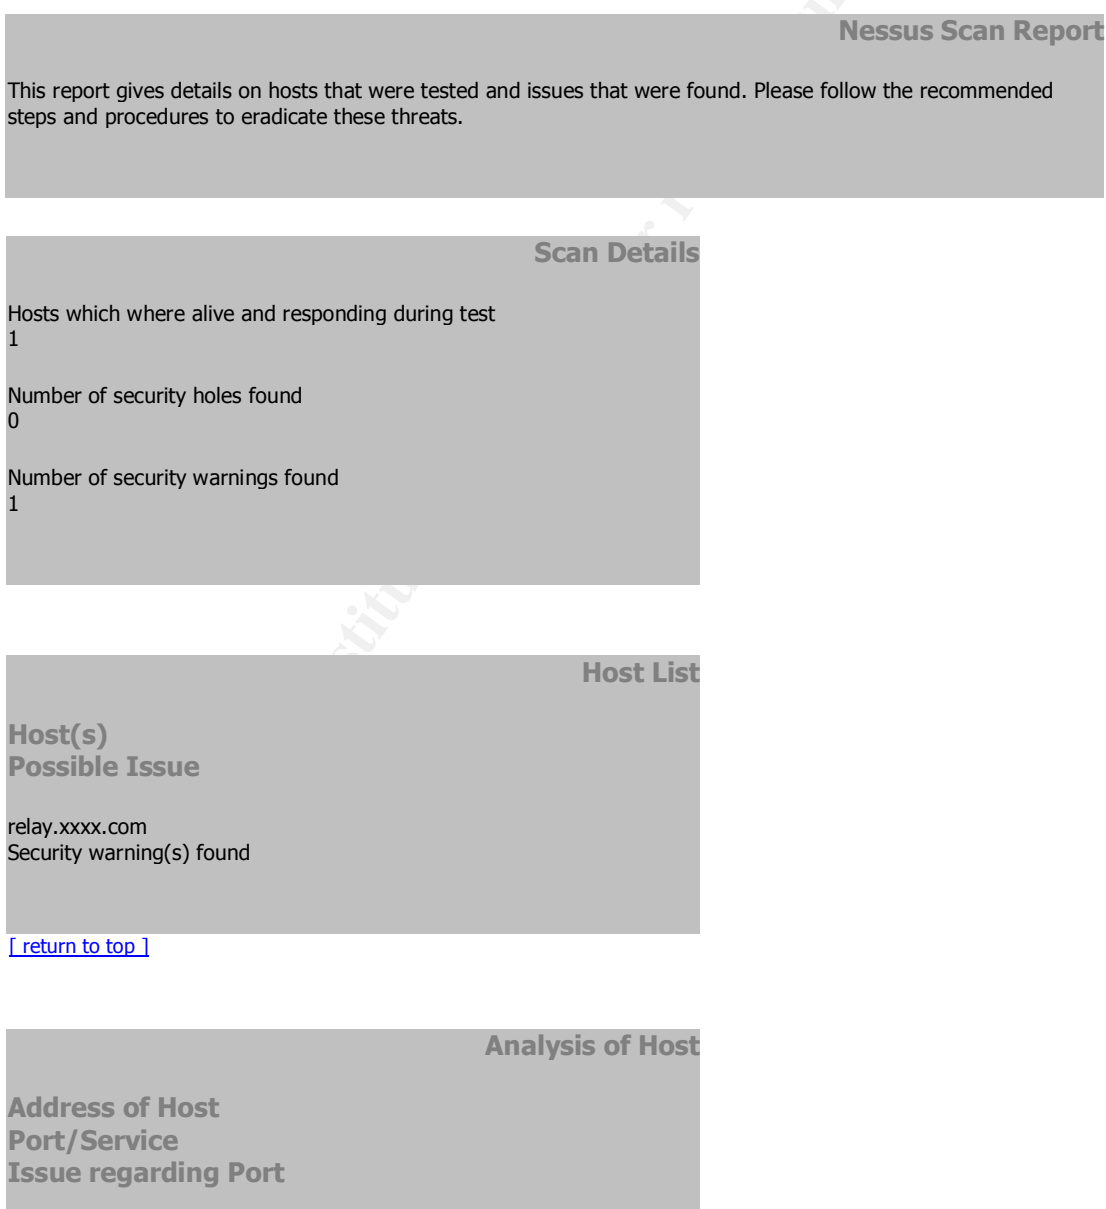 Nessus Scan Report
This report gives details on hosts that were tested and issues that were found. Please follow the recommended
steps and procedures to eradicate these threats.
Scan Details
Hosts which where alive and responding during test
1
Number of security holes found
0
Number of security warnings found
1
Host List
Host(s)
Possible Issue
relay.xxxx.com
Security warning(s) found
[ return to top ]
Analysis of Host
Address of Host
Port/Service
Issue regarding Port